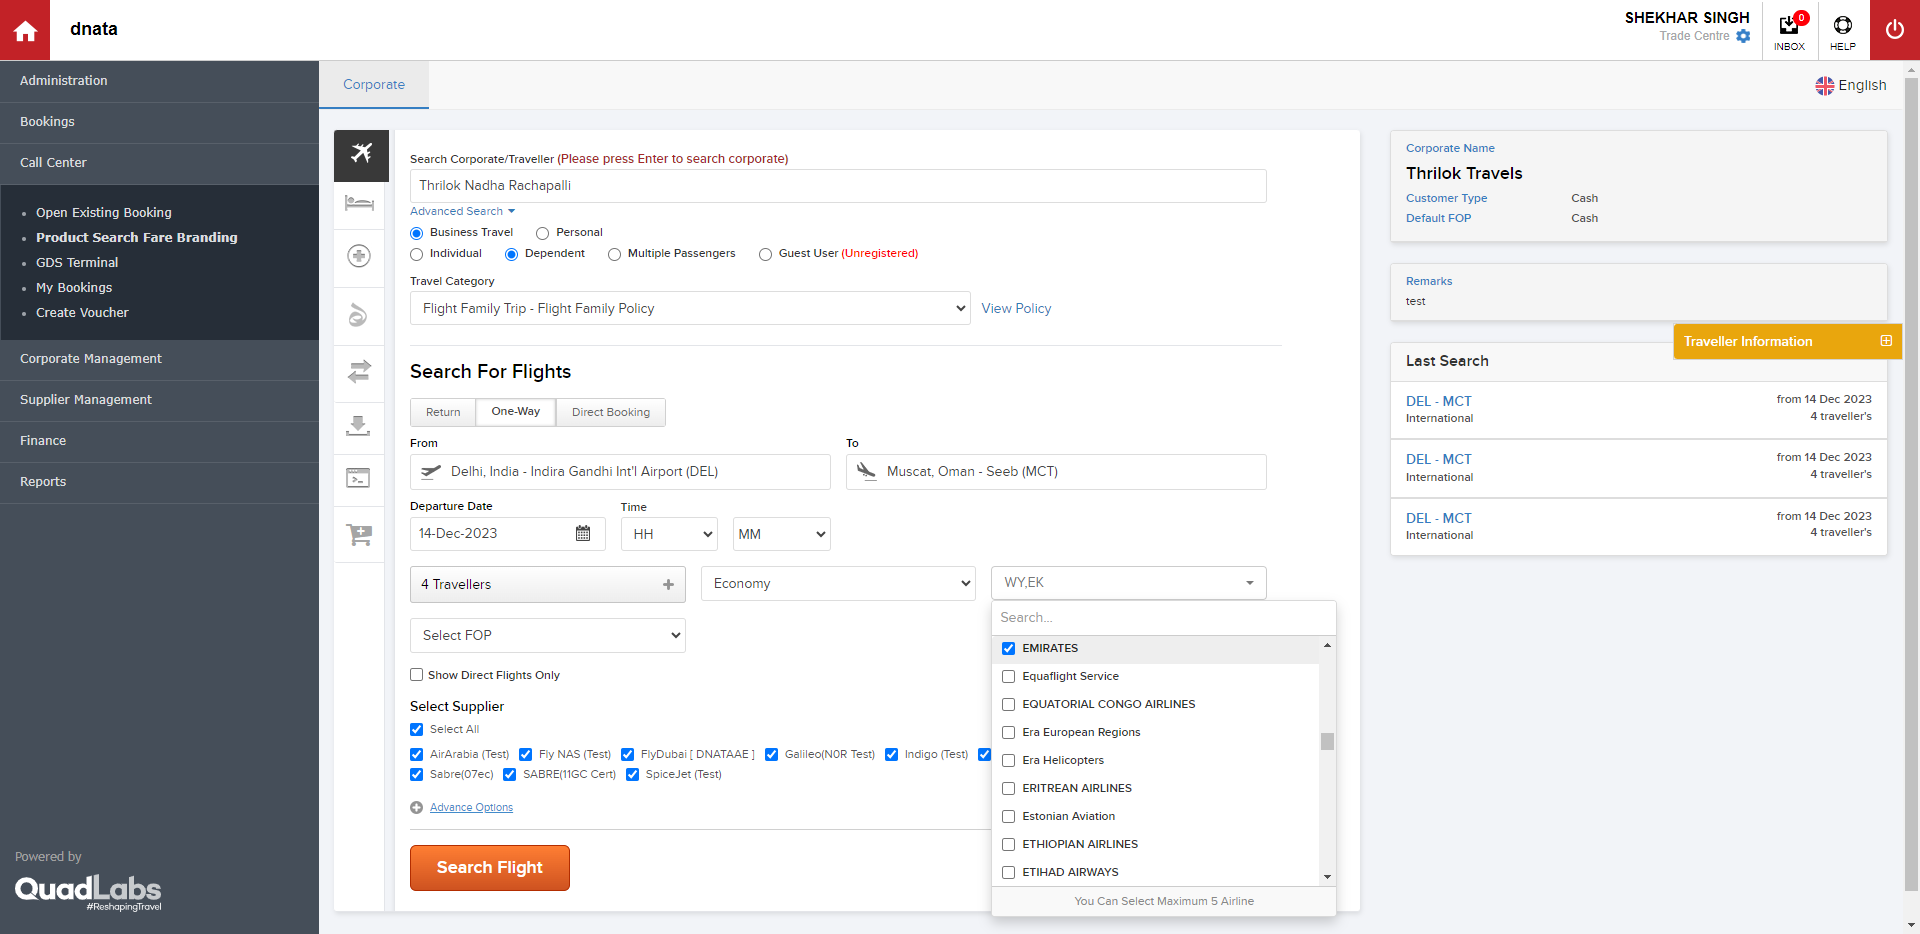 dnata
SHEKHAR SINGH
Trade Centre
0
INBOX
HELP
Administration
Bookings
Call Center
Open Existing Booking
Product Search Fare Branding
GDS Terminal
My Bookings
Create Voucher
Corporate Management
Supplier Management
Finance
Reports
Powered by
QuadLabs
#ReshapingTravel
Corporate
English
Search Corporate/Traveller (Please press Enter to search corporate)
Thrilok Nadha Rachapalli
Advanced Search
Business Travel Personal
Individual Dependent Multiple Passengers Guest User (Unregistered)
Travel Category
Flight Family Trip - Flight Family Policy View Policy
Search For Flights
Return One-Way Direct Booking
From To
Delhi, India - Indira Gandhi Int'l Airport (DEL) Muscat, Oman - Seeb (MCT)
Departure Date Time
14-Dec-2023 HH MM
4 Travellers Economy WY,EK
Select FOP
Show Direct Flights Only
Select Supplier
Select All
AirArabia (Test) Fly NAS (Test) FlyDubai [ DNATAAE ] Galileo(N0R Test) Indigo (Test)
Sabre(07ec) SABRE(11GC Cert) SpiceJet (Test)
Advance Options
Search Flight
Search...
EMIRATES
Equaflight Service
EQUATORIAL CONGO AIRLINES
Era European Regions
Era Helicopters
ERITREAN AIRLINES
Estonian Aviation
ETHIOPIAN AIRLINES
ETIHAD AIRWAYS
You Can Select Maximum 5 Airline
Corporate Name
Thrilok Travels
Customer Type Cash
Default FOP Cash
Remarks
test
Traveller Information
Last Search
DEL - MCT from 14 Dec 2023
International 4 traveller's
DEL - MCT from 14 Dec 2023
International 4 traveller's
DEL - MCT from 14 Dec 2023
International 4 traveller's